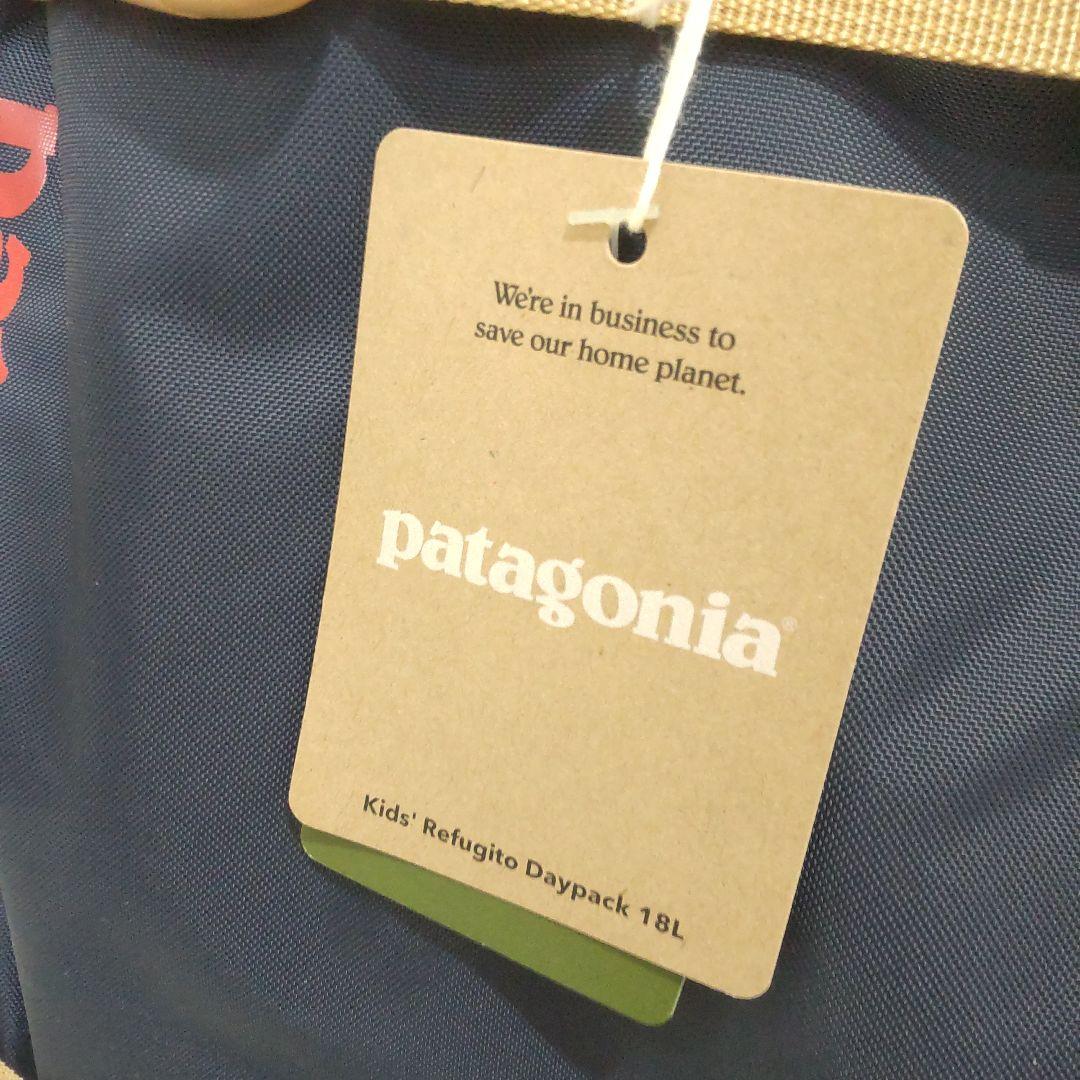 We're in business to
save our home planet.
patagonia®
Kids' Refugito Daypack 18L